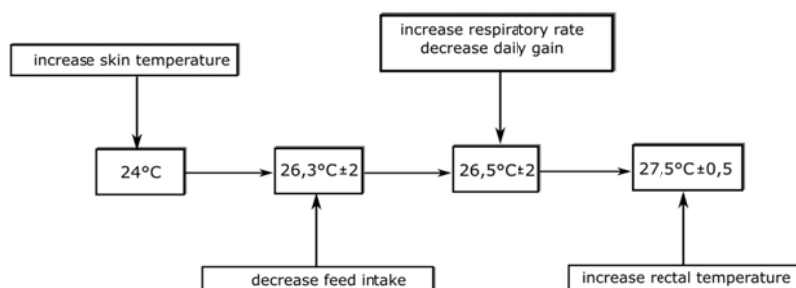 increase respiratory rate
decrease daily gain
increase skin temperature
24°C
26,3°C±2
26,5°C±2
27,5°C±0,5
decrease feed intake
increase rectal temperature